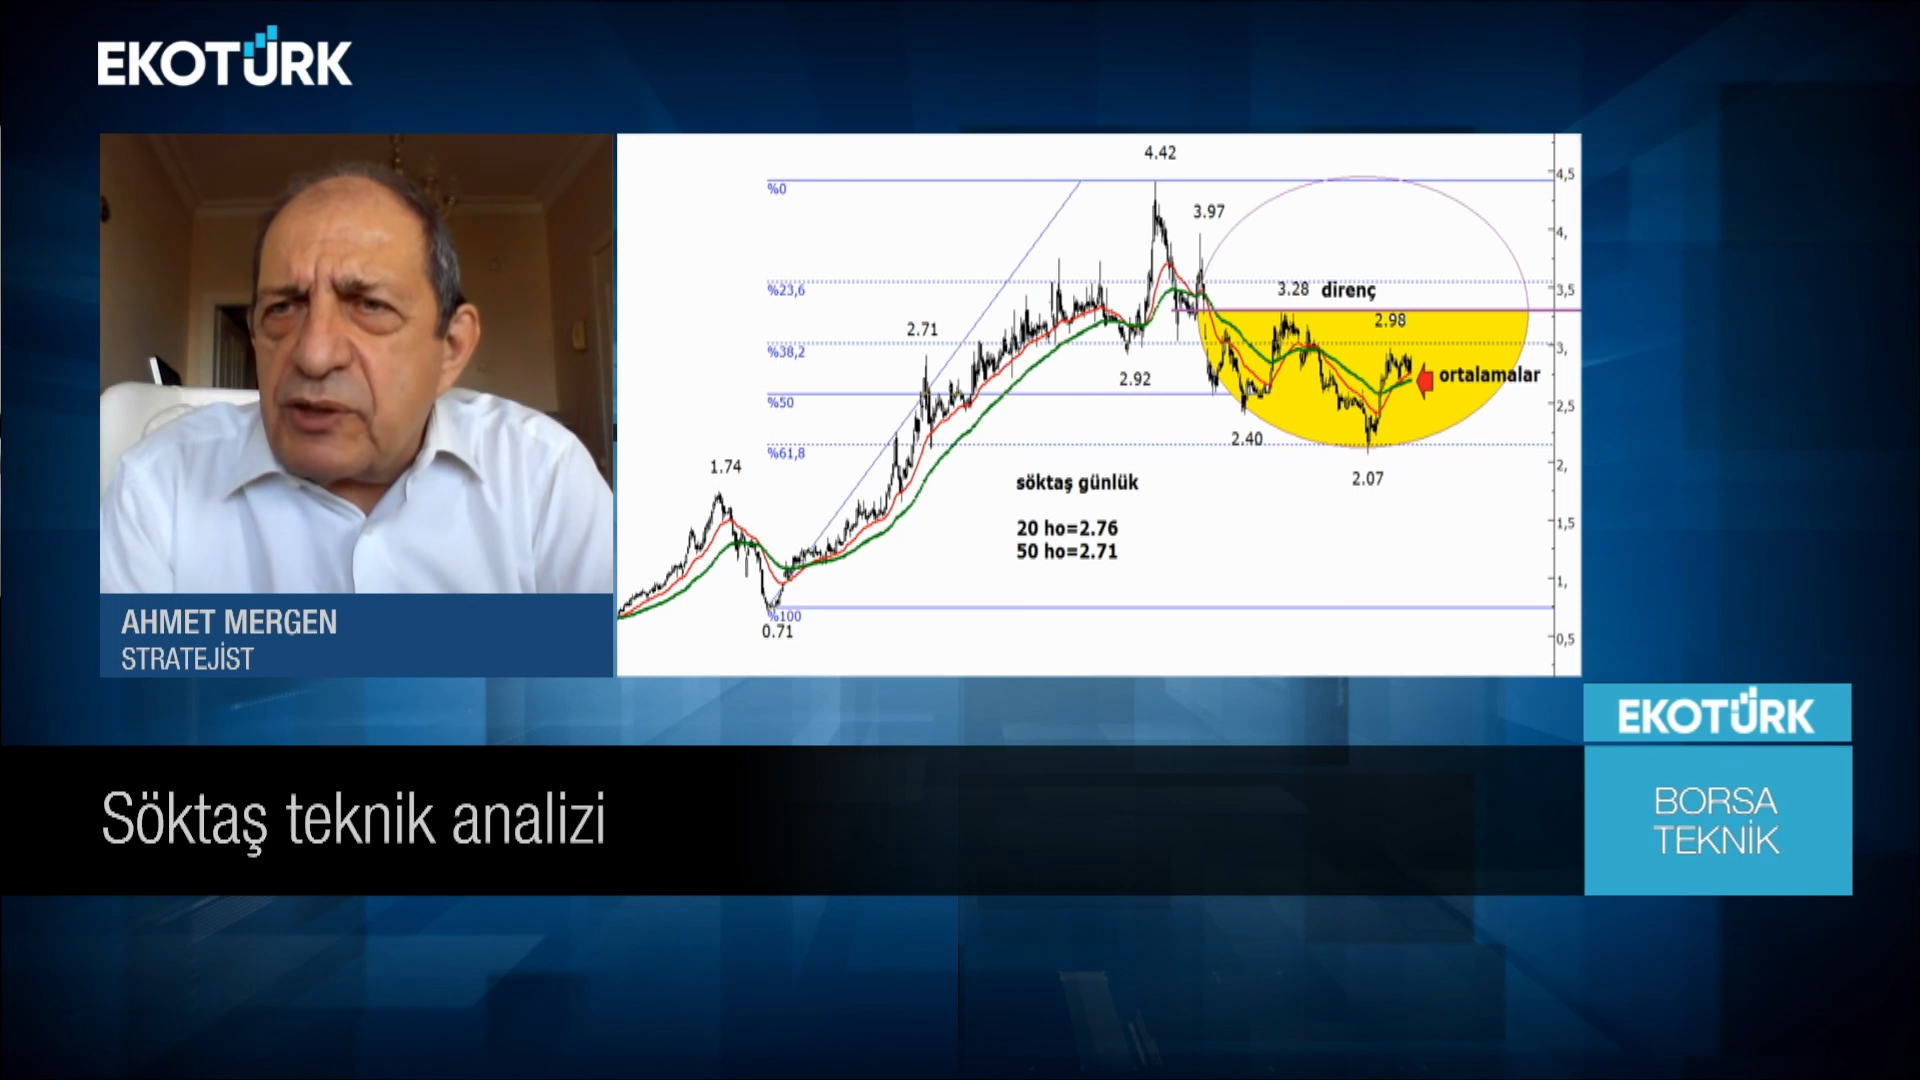 EKOTÜRK
AHMET MERGEN
STRATEJİST
4.42
%0
3.97
%23,6
3.28 direnç
2.98
2.71
%38,2
2.92
ortalamalar
%50
2.40
%61,8
1.74
2.07
söktaş günlük
20 ho=2.76
50 ho=2.71
%100
0.71
4,5
4,
3,5
3,
2,5
2,
1,5
1,
0,5
EKOTÜRK
BORSA
TEKNİK
Söktaş teknik analizi